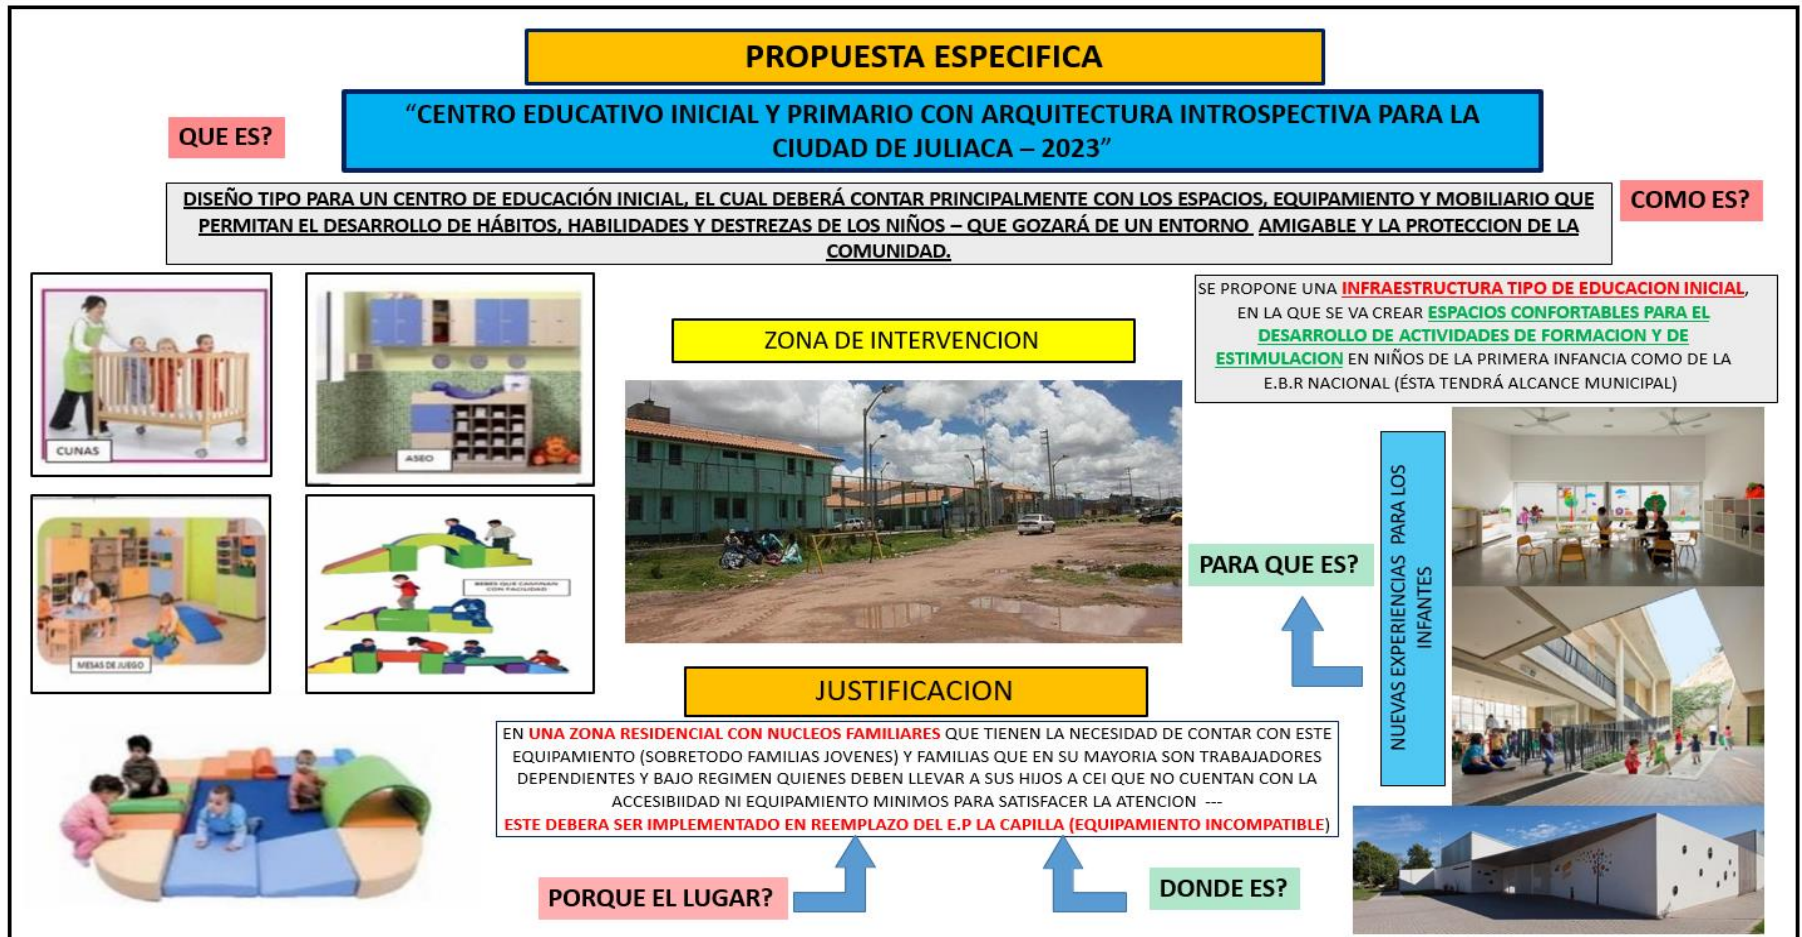 PROPUESTA ESPECIFICA
QUE ES?
“CENTRO EDUCATIVO INICIAL Y PRIMARIO CON ARQUITECTURA INTROSPECTIVA PARA LA
CIUDAD DE JULIACA – 2023”
DISEÑO TIPO PARA UN CENTRO DE EDUCACIÓN INICIAL, EL CUAL DEBERÁ CONTAR PRINCIPALMENTE CON LOS ESPACIOS, EQUIPAMIENTO Y MOBILIARIO QUE
PERMITAN EL DESARROLLO DE HÁBITOS, HABILIDADES Y DESTREZAS DE LOS NIÑOS – QUE GOZARÁ DE UN ENTORNO AMIGABLE Y LA PROTECCION DE LA
COMUNIDAD.
COMO ES?
SE PROPONE UNA INFRAESTRUCTURA TIPO DE EDUCACION INICIAL,
EN LA QUE SE VA CREAR ESPACIOS CONFORTABLES PARA EL
DESARROLLO DE ACTIVIDADES DE FORMACION Y DE
ESTIMULACION EN NIÑOS DE LA PRIMERA INFANCIA COMO DE LA
E.B.R NACIONAL (ÉSTA TENDRÁ ALCANCE MUNICIPAL)
CUNAS
ASEO
MESAS DE JUEGO
BEBES QUE CAMINAN
CON FACILIDAD
ZONA DE INTERVENCION
PARA QUE ES?
NUEVAS EXPERIENCIAS PARA LOS
INFANTES
JUSTIFICACION
EN UNA ZONA RESIDENCIAL CON NUCLEOS FAMILIARES QUE TIENEN LA NECESIDAD DE CONTAR CON ESTE
EQUIPAMIENTO (SOBRETODO FAMILIAS JOVENES) Y FAMILIAS QUE EN SU MAYORIA SON TRABAJADORES
DEPENDIENTES Y BAJO REGIMEN QUIENES DEBEN LLEVAR A SUS HIJOS A CEI QUE NO CUENTAN CON LA
ACCESIBIIDAD NI EQUIPAMIENTO MINIMOS PARA SATISFACER LA ATENCION ---
ESTE DEBERA SER IMPLEMENTADO EN REEMPLAZO DEL E.P LA CAPILLA (EQUIPAMIENTO INCOMPATIBLE)
PORQUE EL LUGAR?
DONDE ES?